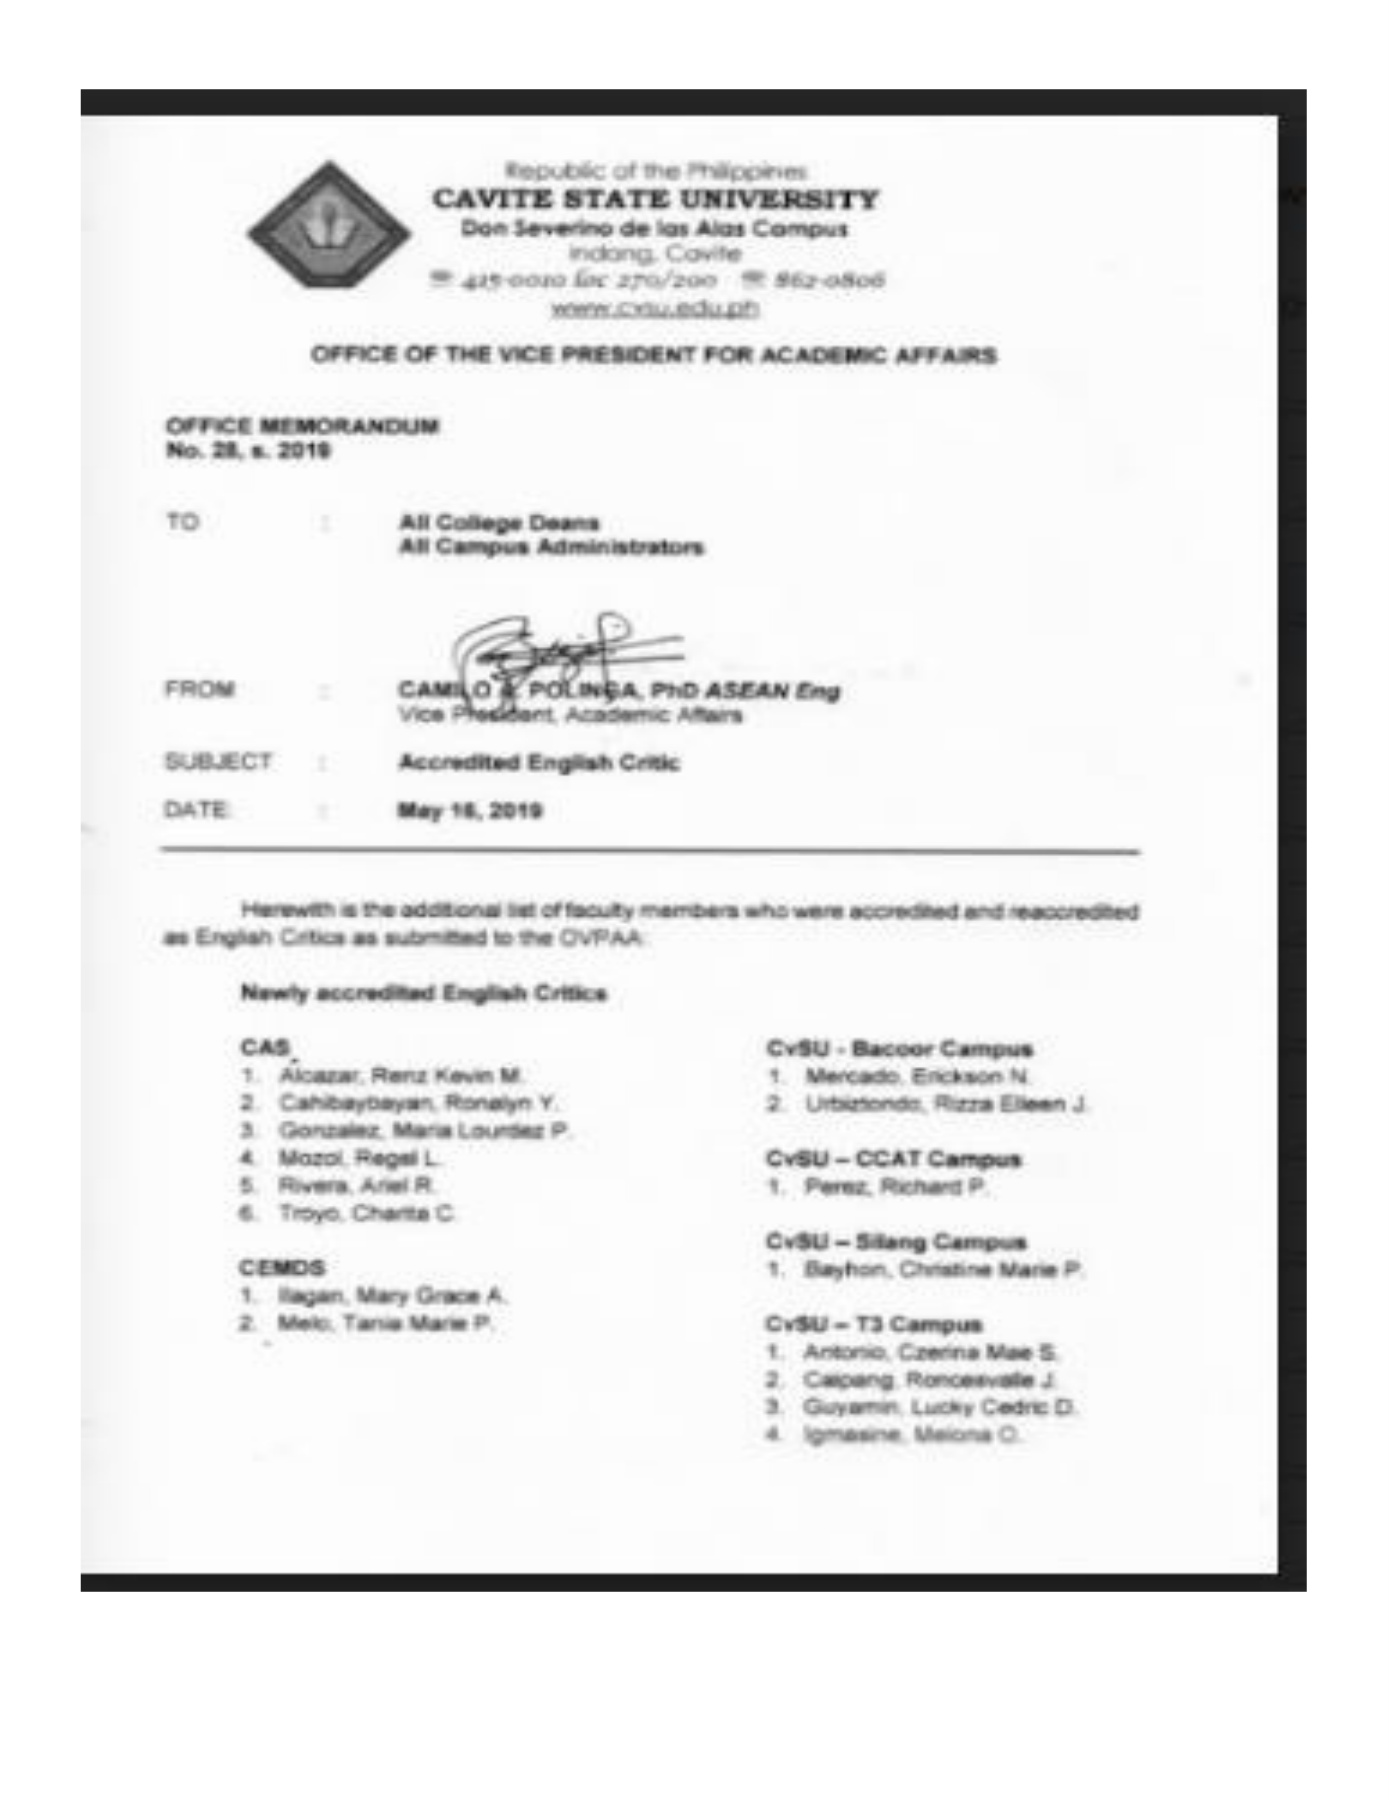 Republic of the Philippines
CAVITE STATE UNIVERSITY
Don Severino de las Alas Campus
Indang, Cavite
☎ 415-0010 loc 270/200 ☎ 862-0806
www.cvsu.edu.ph
OFFICE OF THE VICE PRESIDENT FOR ACADEMIC AFFAIRS
OFFICE MEMORANDUM
No. 28, s. 2019
TO : All College Deans
All Campus Administrators
FROM : CAMILO A. POLINGA, PhD ASEAN Eng
Vice President, Academic Affairs
SUBJECT : Accredited English Critic
DATE : May 16, 2019
Herewith is the additional list of faculty members who were accredited and reaccredited
as English Critics as submitted to the OVPAA:
Newly accredited English Critics
CAS
1. Alcazar, Renz Kevin M.
2. Cahibaybayan, Ronalyn Y.
3. Gonzalez, Maria Lourdez P.
4. Mozol, Regel L.
5. Rivera, Ariel R.
6. Troyo, Charita C.
CEMDS
1. Ilagan, Mary Grace A.
2. Melo, Tania Marie P.
CvSU - Bacoor Campus
1. Mercado, Erickson N.
2. Urbiztondo, Rizza Elleen J.
CvSU – CCAT Campus
1. Perez, Richard P.
CvSU – Silang Campus
1. Bayhon, Christine Marie P.
CvSU – T3 Campus
1. Antonio, Czerina Mae S.
2. Caipang, Roncesvalle J.
3. Guyamin, Lucky Cedric D.
4. Igmasine, Melona O.